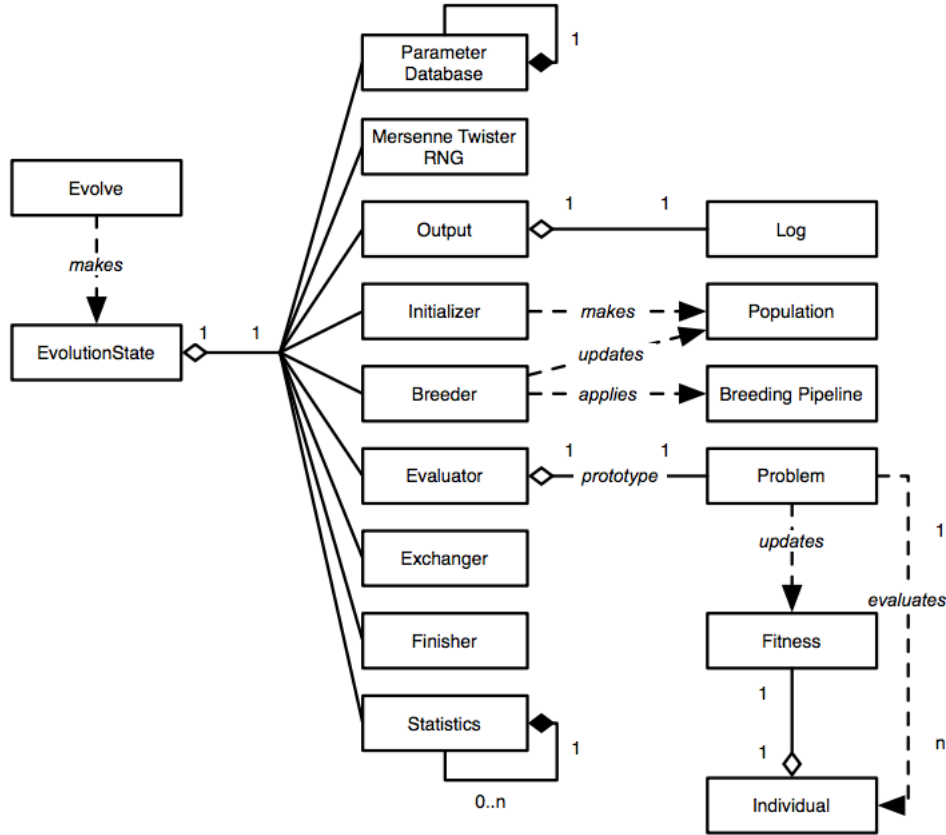 1
Parameter
Database
Mersenne Twister
RNG
Evolve
1
1
Output
Log
makes
Initializer
makes
Population
1
1
updates
EvolutionState
Breeder
applies
Breeding Pipeline
1
1
Evaluator
prototype
Problem
1
updates
Exchanger
evaluates
Finisher
Fitness
1
Statistics
1
1
n
0..n
Individual